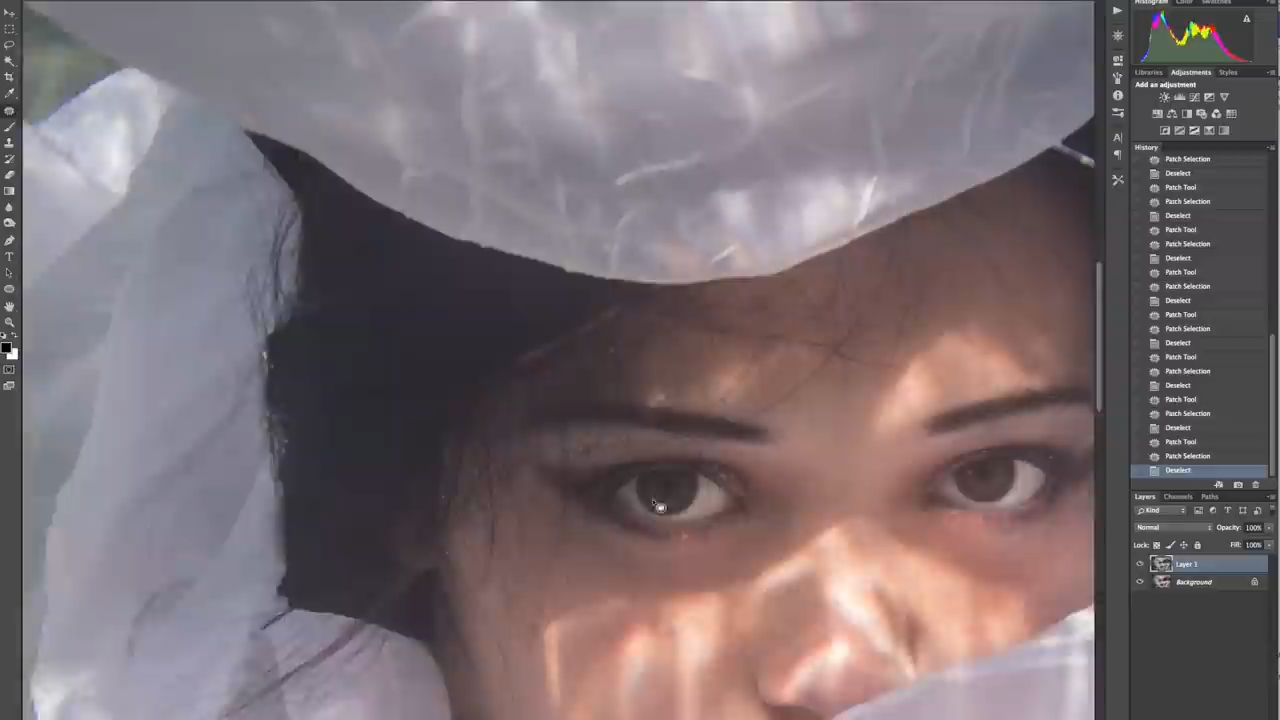 Histogram Color Swatches
Libraries Adjustments Styles
Add an adjustment
History
Patch Selection
Deselect
Patch Tool
Patch Selection
Deselect
Patch Tool
Patch Selection
Deselect
Patch Tool
Patch Selection
Deselect
Patch Tool
Patch Selection
Deselect
Patch Tool
Patch Selection
Deselect
Patch Tool
Patch Selection
Deselect
Patch Tool
Patch Selection
Deselect
Layers Channels Paths
Kind
Normal Opacity: 100%
Lock: Fill: 100%
Layer 1
Background